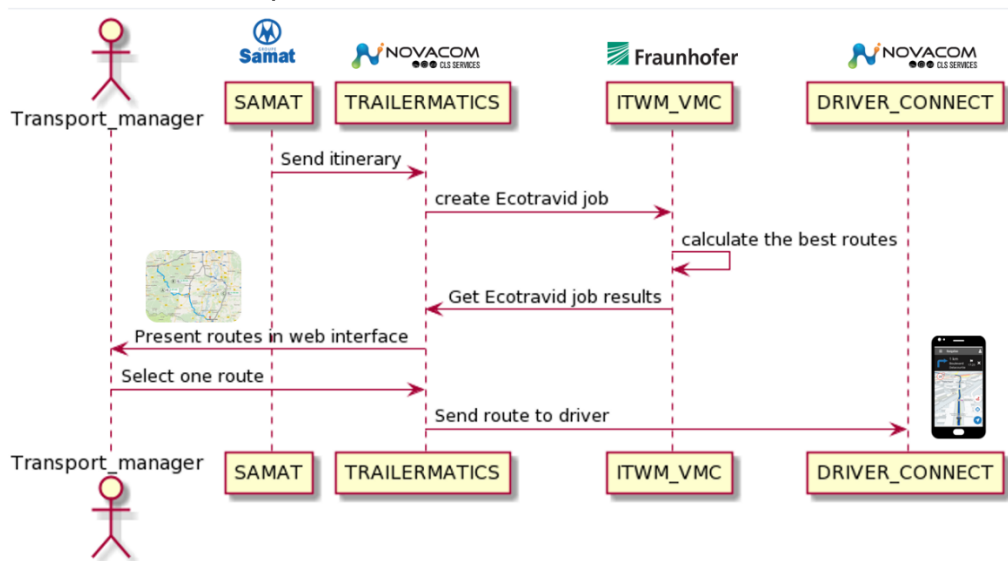 GROUPE
Samat
NOVACOM
CLS SERVICES
Fraunhofer
NOVACOM
CLS SERVICES
Transport_manager
SAMAT
TRAILERMATICS
ITWM_VMC
DRIVER_CONNECT
Send itinerary
create Ecotravid job
calculate the best routes
Get Ecotravid job results
Present routes in web interface
Select one route
Send route to driver
Transport_manager
SAMAT
TRAILERMATICS
ITWM_VMC
DRIVER_CONNECT